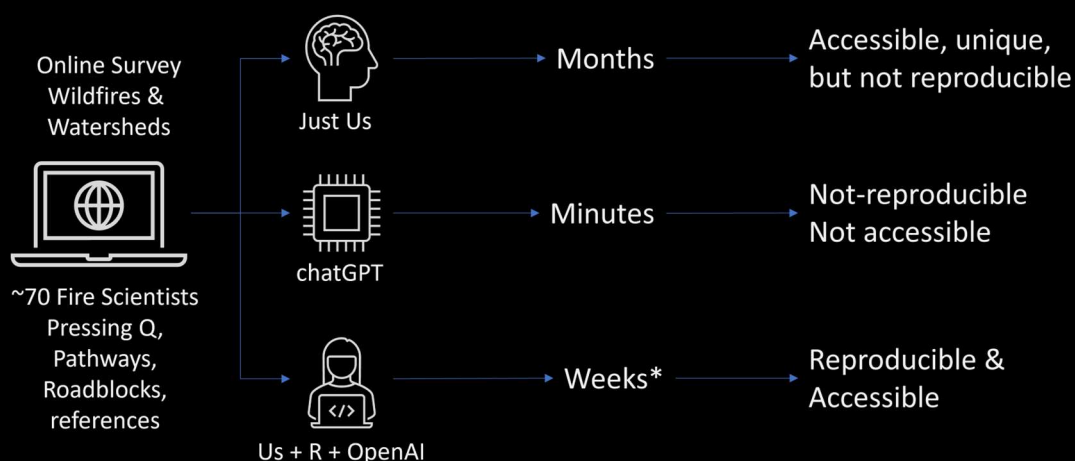 Online Survey
Wildfires &
Watersheds
~70 Fire Scientists
Pressing Q,
Pathways,
Roadblocks,
references
Just Us
Months
Accessible, unique,
but not reproducible
chatGPT
Minutes
Not-reproducible
Not accessible
</>
Us + R + OpenAI
Weeks*
Reproducible &
Accessible